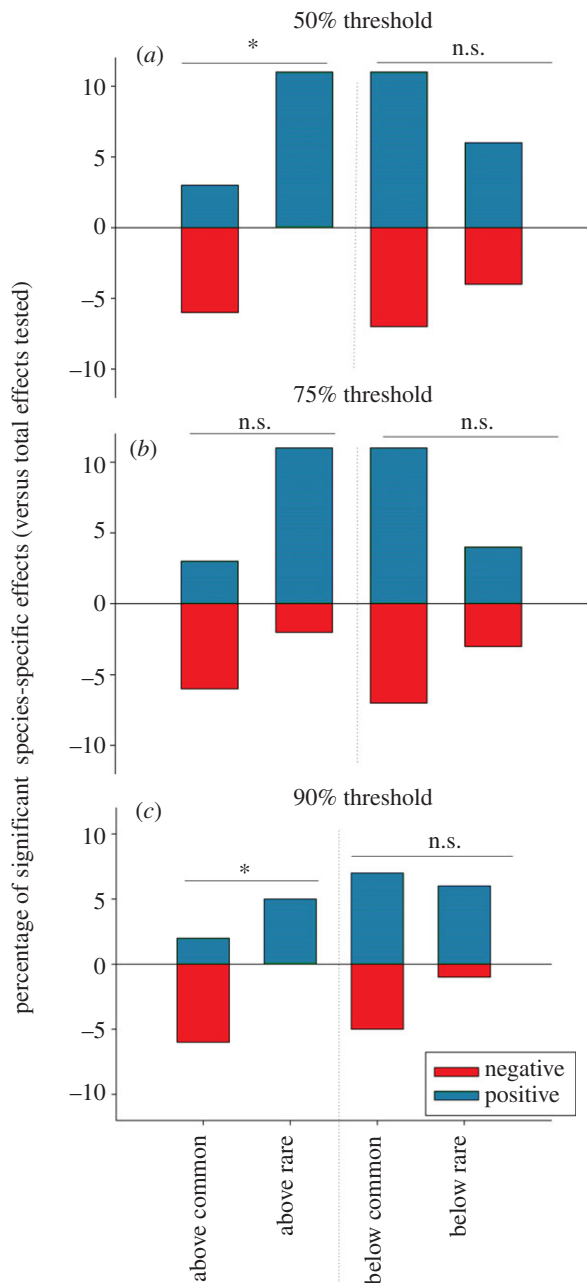 50% threshold
(a)
*
n.s.
10
5
0
−5
−10
75% threshold
(b)
n.s.
n.s.
10
5
0
−5
−10
90% threshold
(c)
*
n.s.
10
5
0
−5
−10
negative
positive
above common
above rare
below common
below rare
percentage of significant species-specific effects (versus total effects tested)